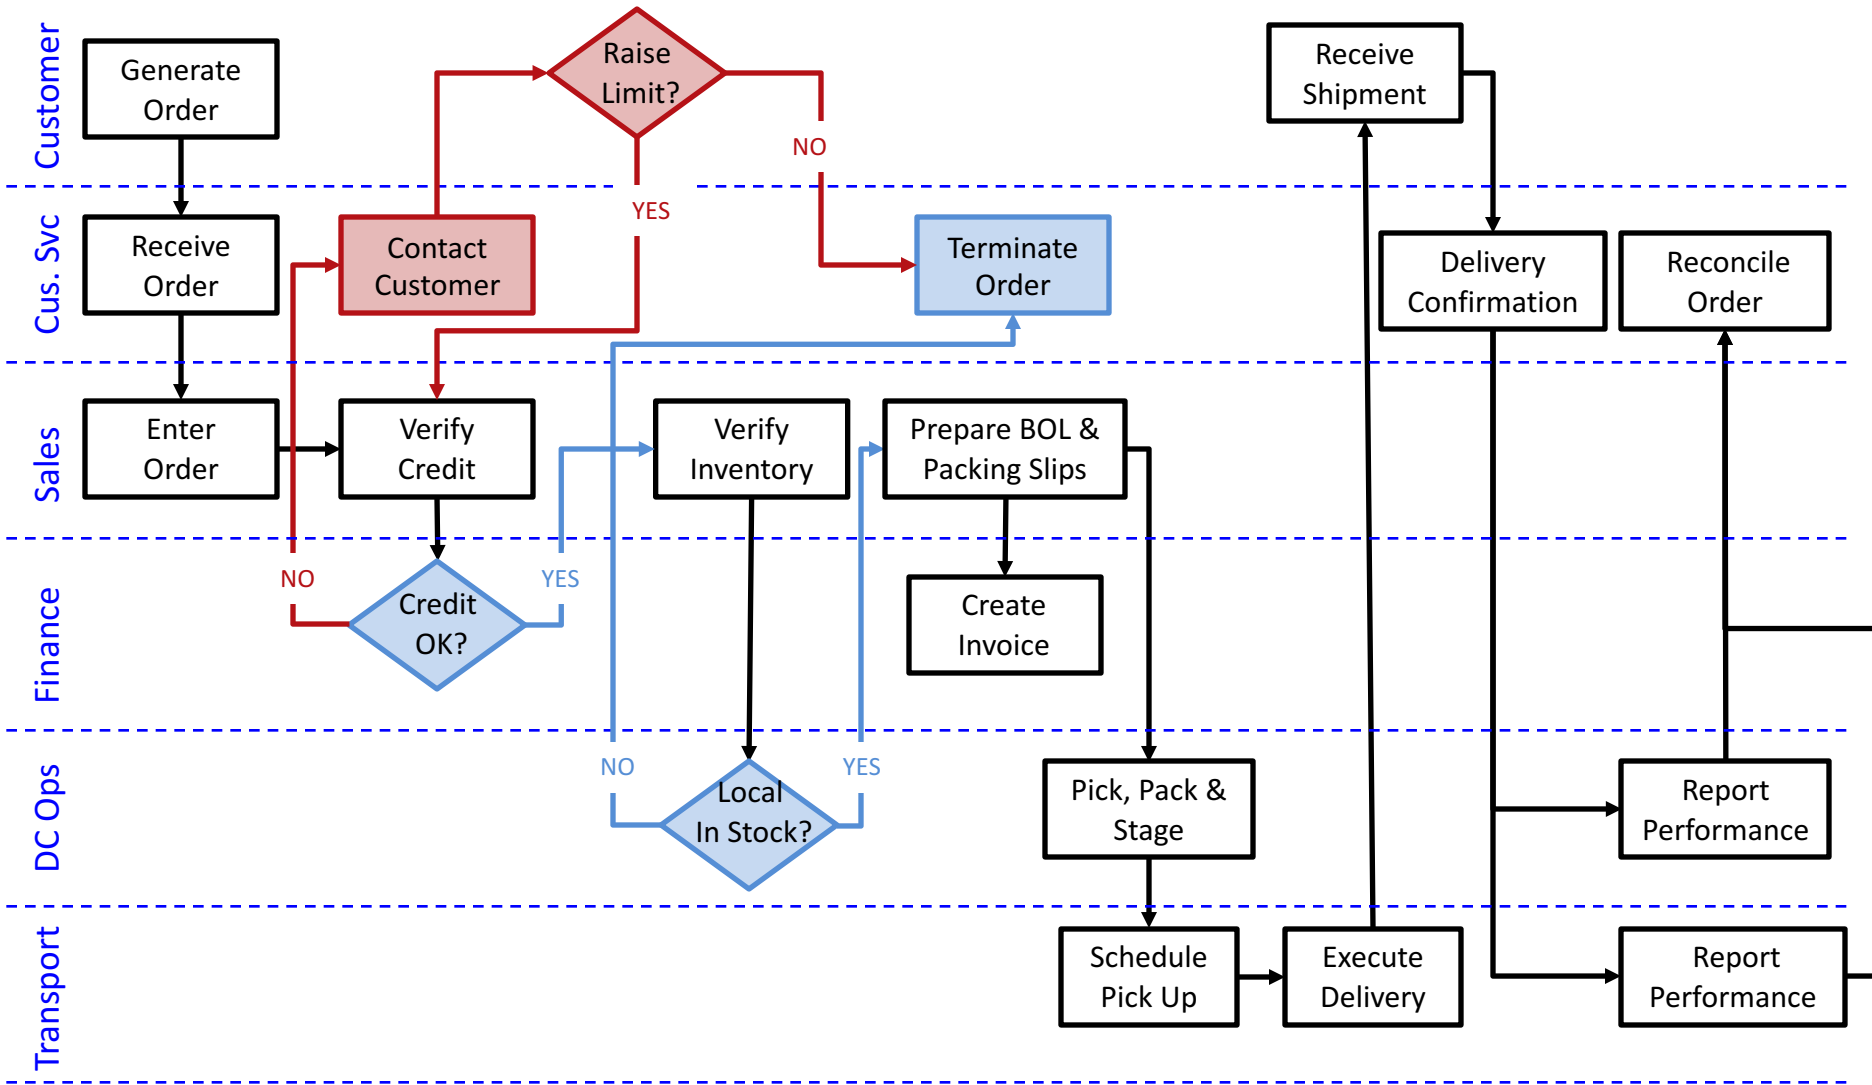 Customer
Generate
Order
Raise
Limit?
NO
YES
Receive
Shipment
Cus. Svc
Receive
Order
Contact
Customer
Terminate
Order
Delivery
Confirmation
Reconcile
Order
Sales
Enter
Order
Verify
Credit
Verify
Inventory
Prepare BOL &
Packing Slips
Finance
NO
Credit
OK?
YES
Create
Invoice
DC Ops
NO
Local
In Stock?
YES
Pick, Pack &
Stage
Report
Performance
Transport
Schedule
Pick Up
Execute
Delivery
Report
Performance